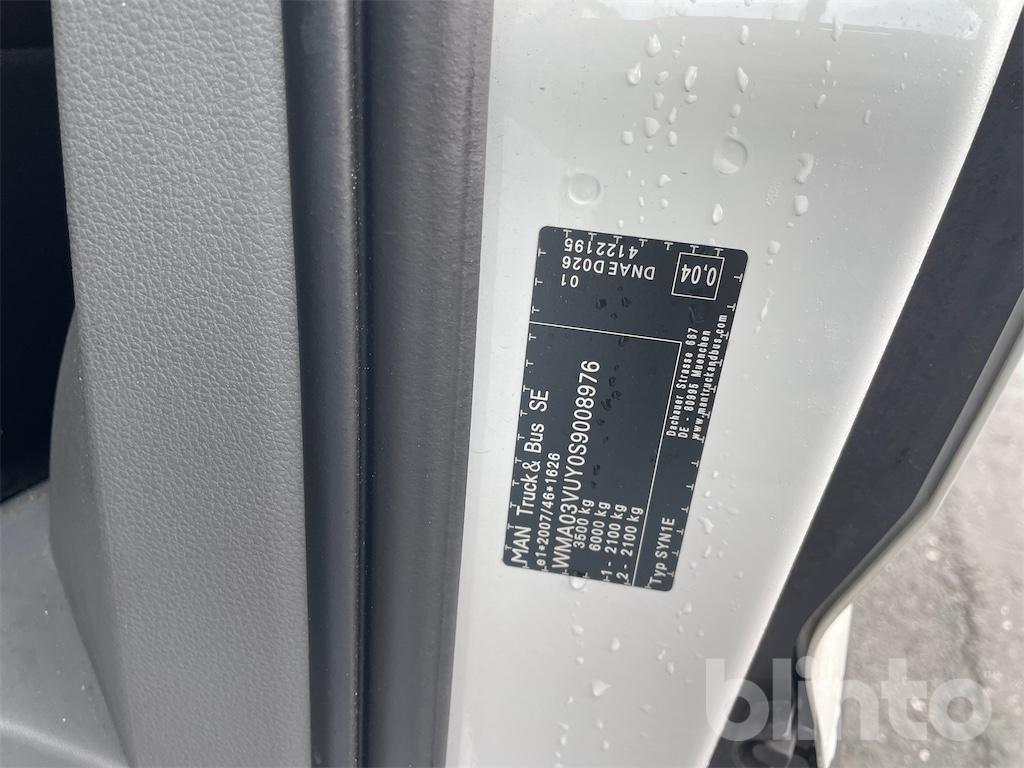 MAN Truck & Bus SE
e1*2007/46*1626
WMA03VUY0S9008976
3500 kg
6000 kg
1 - 2100 kg
2 - 2100 kg
Typ SYN1E
01
DNAED026
4122195
0,04
Dachauer Strasse 667
DE - 80995 Muenchen
www.mantruckandbus.com
blinto